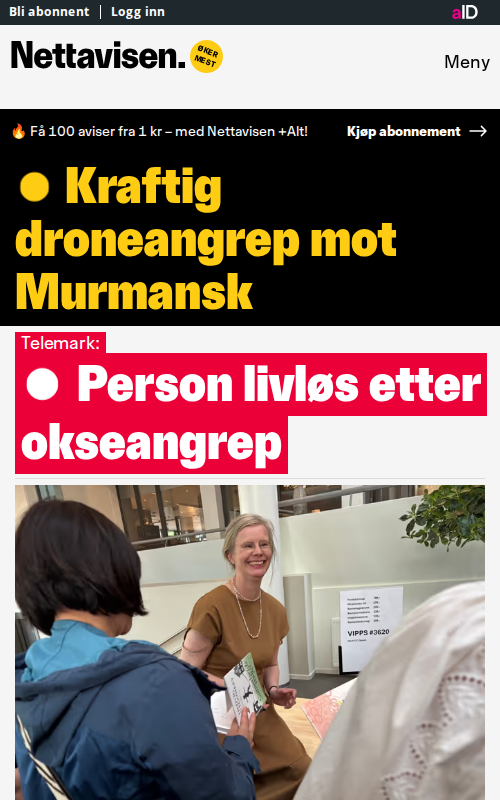 Bli abonnent | Logg inn
aID
Nettavisen.
ØKER
MEST
Meny
🔥 Få 100 aviser fra 1 kr – med Nettavisen +Alt!
Kjøp abonnement →
Kraftig
droneangrep mot
Murmansk
Telemark:
Person livløs etter
okseangrep
VIPPS #3620